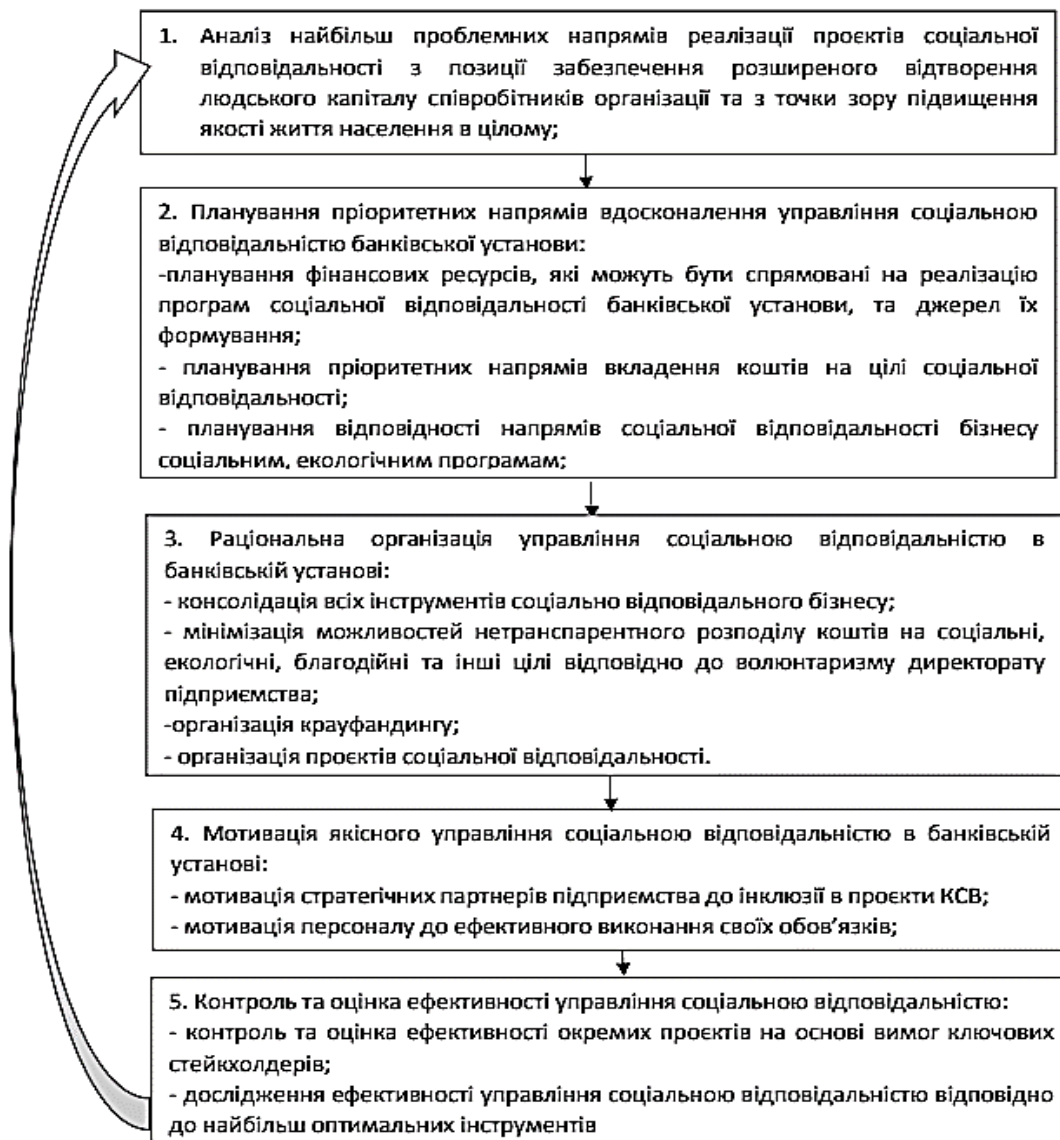 1. Аналіз найбільш проблемних напрямів реалізації проєктів соціальної
відповідальності з позиції забезпечення розширеного відтворення
людського капіталу співробітників організації та з точки зору підвищення
якості життя населення в цілому;
2. Планування пріоритетних напрямів вдосконалення управління соціальною
відповідальністю банківської установи:
-планування фінансових ресурсів, які можуть бути спрямовані на реалізацію
програм соціальної відповідальності банківської установи, та джерел їх
формування;
- планування пріоритетних напрямів вкладення коштів на цілі соціальної
відповідальності;
- планування відповідності напрямів соціальної відповідальності бізнесу
соціальним, екологічним програмам;
3. Раціональна організація управління соціальною відповідальністю в
банківській установі:
- консолідація всіх інструментів соціально відповідального бізнесу;
- мінімізація можливостей нетранспарентного розподілу коштів на соціальні,
екологічні, благодійні та інші цілі відповідно до волюнтаризму директорату
підприємства;
-організація крауфандингу;
- організація проєктів соціальної відповідальності.
4. Мотивація якісного управління соціальною відповідальністю в банківській
установі:
- мотивація стратегічних партнерів підприємства до інклюзії в проєкти КСВ;
- мотивація персоналу до ефективного виконання своїх обов’язків;
5. Контроль та оцінка ефективності управління соціальною відповідальністю:
- контроль та оцінка ефективності окремих проєктів на основі вимог ключових
стейкхолдерів;
- дослідження ефективності управління соціальною відповідальністю відповідно
до найбільш оптимальних інструментів